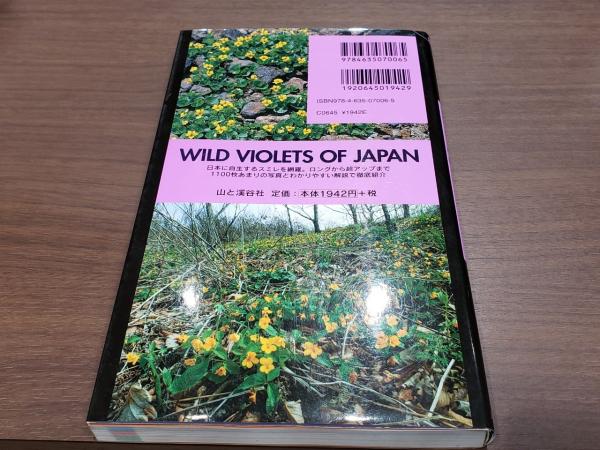 9784635070065
1920645019429
ISBN978-4-635-07006-5
C0645 ¥1942E
WILD VIOLETS OF JAPAN
日本に自生するスミレを網羅。ロングから超アップまで
1100枚あまりの写真とわかりやすい解説で徹底紹介
山と溪谷社 定価：本体1942円+税